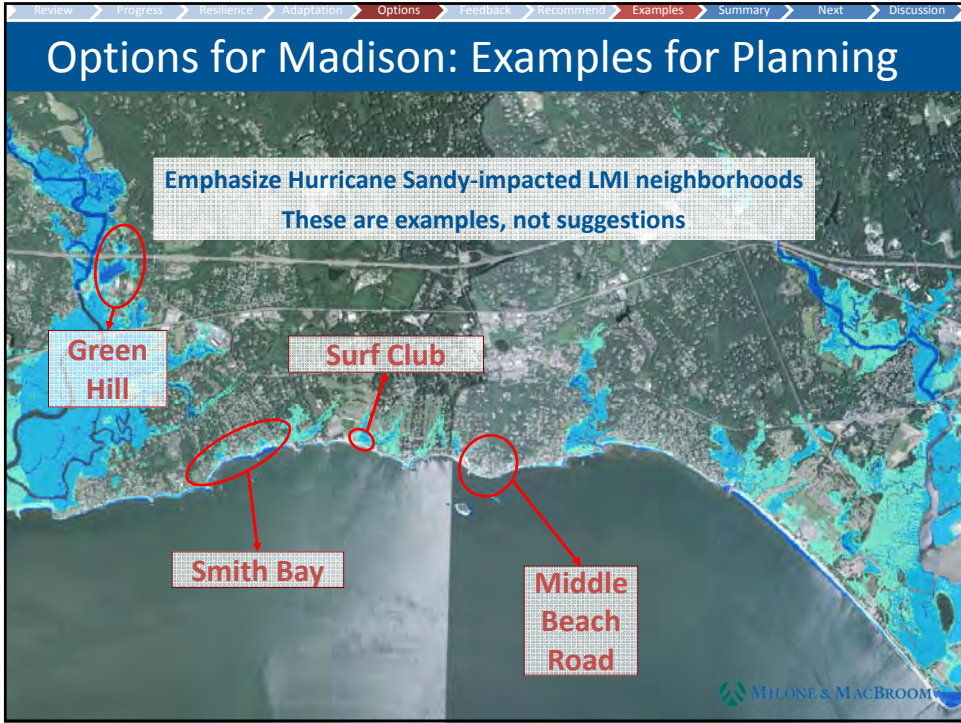 Review Progress Resilience Adaptation Options Feedback Recommend Examples Summary Next Discussion
Options for Madison: Examples for Planning
Emphasize Hurricane Sandy-impacted LMI neighborhoods
These are examples, not suggestions
Green
Hill
Surf Club
Smith Bay
Middle
Beach
Road
MILONE & MACBROOM